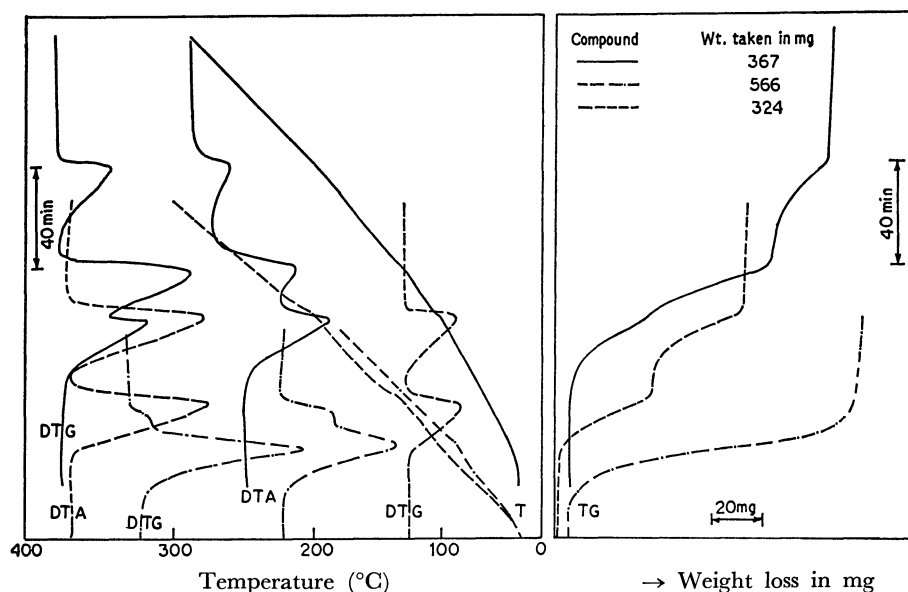 Compound Wt. taken in mg
367
566
324
40 min
40 min
DTG
DTA
DTG
DTA
DTG
T
TG
20mg
400 300 200 100 0
Temperature (°C)
→ Weight loss in mg